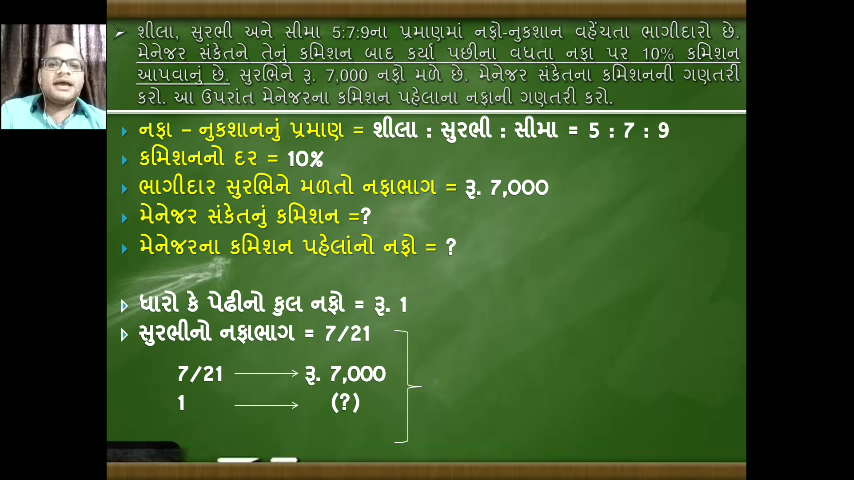 શીલા, સુરભી અને સીમા 5:7:9ના પ્રમાણમાં નફો-નુકશાન વહેંચતા ભાગીદારો છે.
મેનેજર સંકેતને તેનું કમિશન બાદ કર્યા પછીના વધતા નફા પર 10% કમિશન
આપવાનું છે. સુરભિને રૂ. 7,000 નફો મળે છે. મેનેજર સંકેતના કમિશનની ગણતરી
કરો. આ ઉપરાંત મેનેજરના કમિશન પહેલાના નફાની ગણતરી કરો.
નફા – નુકશાનનું પ્રમાણ = શીલા : સુરભી : સીમા = 5 : 7 : 9
કમિશનનો દર = 10%
ભાગીદાર સુરભિને મળતો નફાભાગ = રૂ. 7,000
મેનેજર સંકેતનું કમિશન =?
મેનેજરના કમિશન પહેલાંનો નફો = ?
ધારો કે પેઢીનો કુલ નફો = રૂ. 1
સુરભીનો નફાભાગ = 7/21
7/21 → રૂ. 7,000
1 → (?)